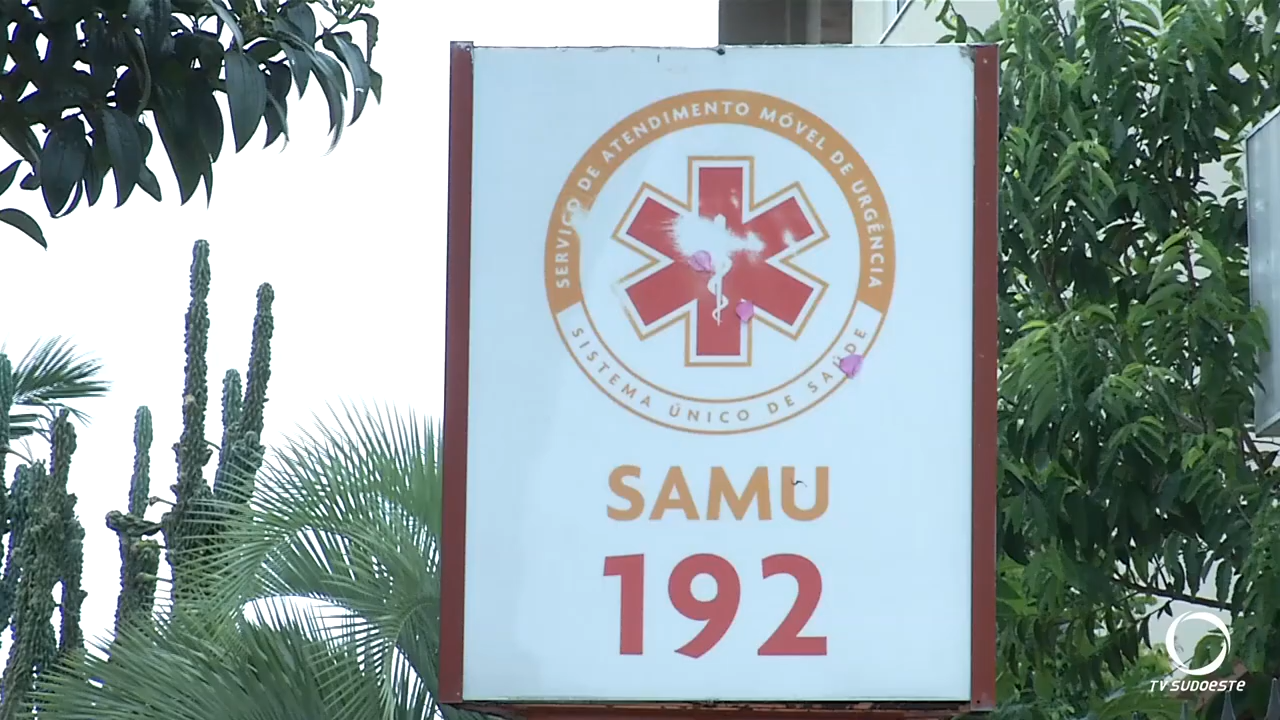 SERVIÇO DE ATENDIMENTO MÓVEL DE URGÊNCIA
SISTEMA ÚNICO DE SAÚDE
SAMU
192
TV SUDOESTE